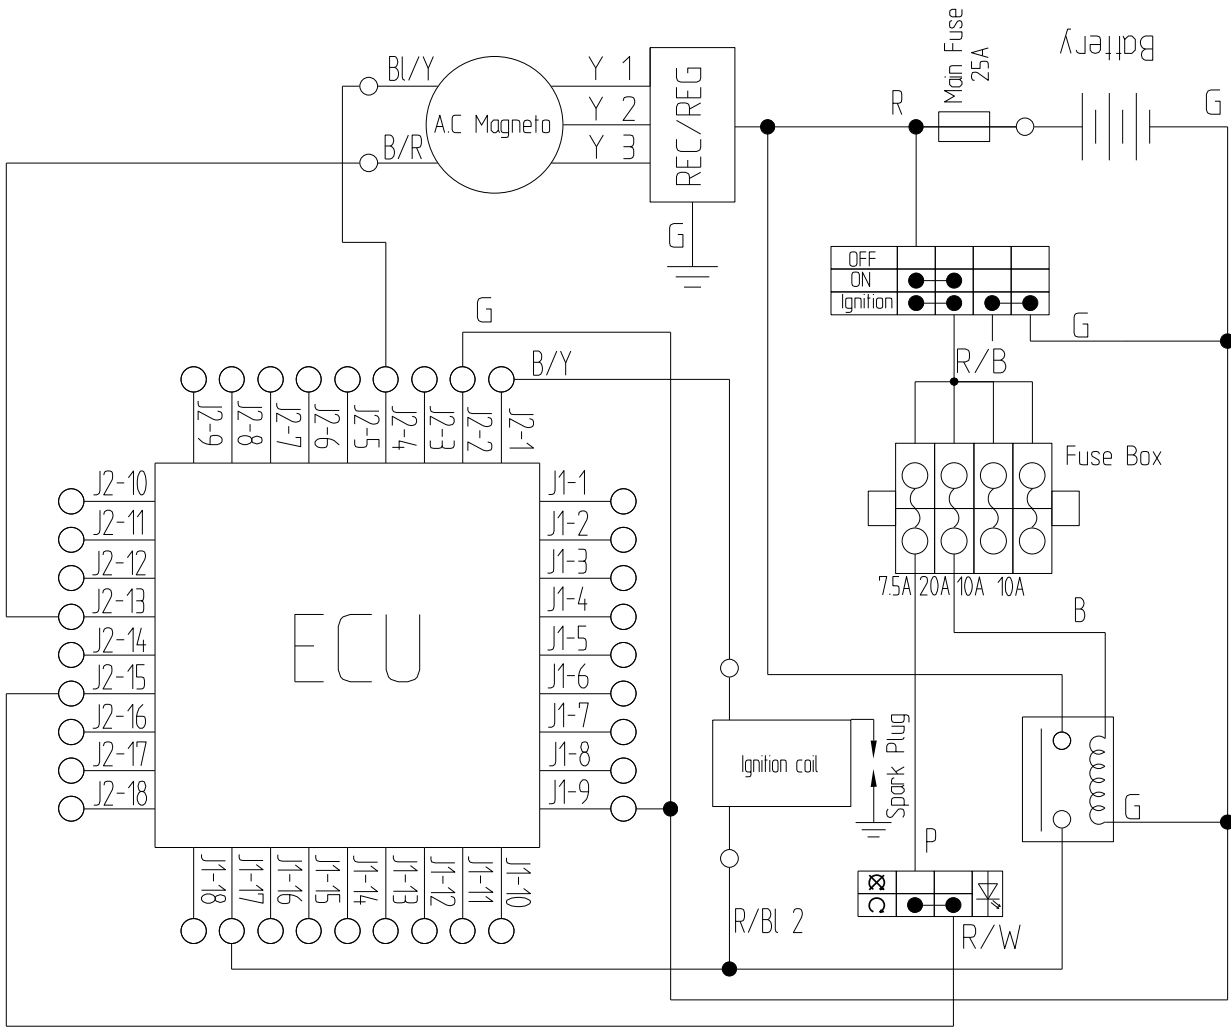 Bl/Y
B/R
A.C Magneto
Y 1
Y 2
Y 3
REC/REG
G
R
Main Fuse
25A
Battery
G
OFF
ON
Ignition
G
R/B
G
B/Y
J2-9
J2-8
J2-7
J2-6
J2-5
J2-4
J2-3
J2-2
J2-1
Fuse Box
7.5A 20A 10A 10A
J2-10
J2-11
J2-12
J2-13
J2-14
J2-15
J2-16
J2-17
J2-18
ECU
J1-1
J1-2
J1-3
J1-4
J1-5
J1-6
J1-7
J1-8
J1-9
J1-18
J1-17
J1-16
J1-15
J1-14
J1-13
J1-12
J1-11
J1-10
B
Ignition coil
Spark Plug
G
P
R/Bl 2
R/W